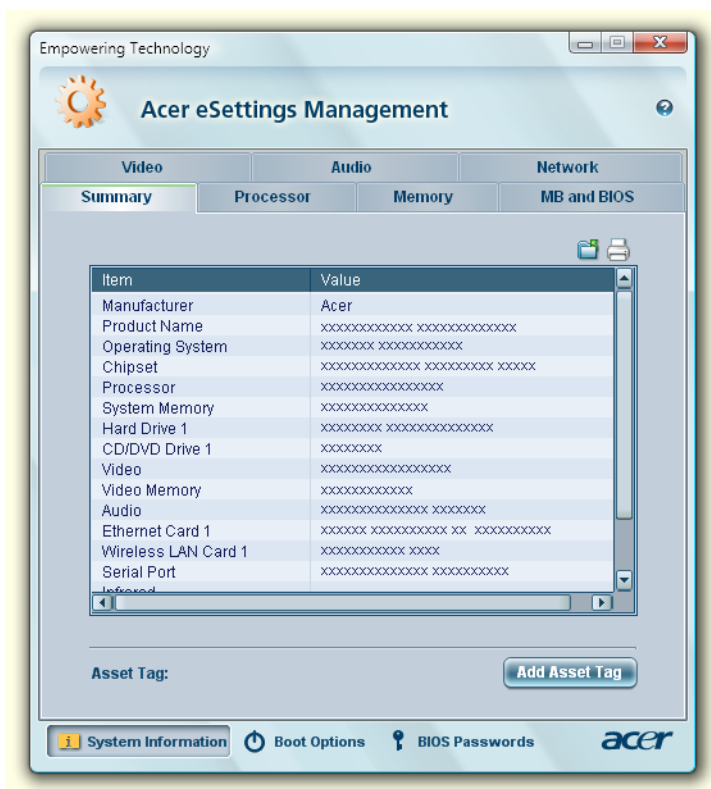 Empowering Technology
Acer eSettings Management
Video Audio Network
Summary Processor Memory MB and BIOS
Item Value
Manufacturer Acer
Product Name xxxxxxxxxxxx xxxxxxxxxxxxx
Operating System xxxxxxx xxxxxxxxxxx
Chipset xxxxxxxxxxxxx xxxxxxxxx xxxxx
Processor xxxxxxxxxxxxxxxx
System Memory xxxxxxxxxxxxxx
Hard Drive 1 xxxxxxxx xxxxxxxxxxxxxx
CD/DVD Drive 1 xxxxxxxx
Video xxxxxxxxxxxxxxxxx
Video Memory xxxxxxxxxxxx
Audio xxxxxxxxxxxxxx xxxxxxx
Ethernet Card 1 xxxxxx xxxxxxxxxx xx xxxxxxxxxx
Wireless LAN Card 1 xxxxxxxxxxx xxxx
Serial Port xxxxxxxxxxxxxx xxxxxxxxxx
Infrared
Asset Tag: Add Asset Tag
System Information Boot Options BIOS Passwords acer